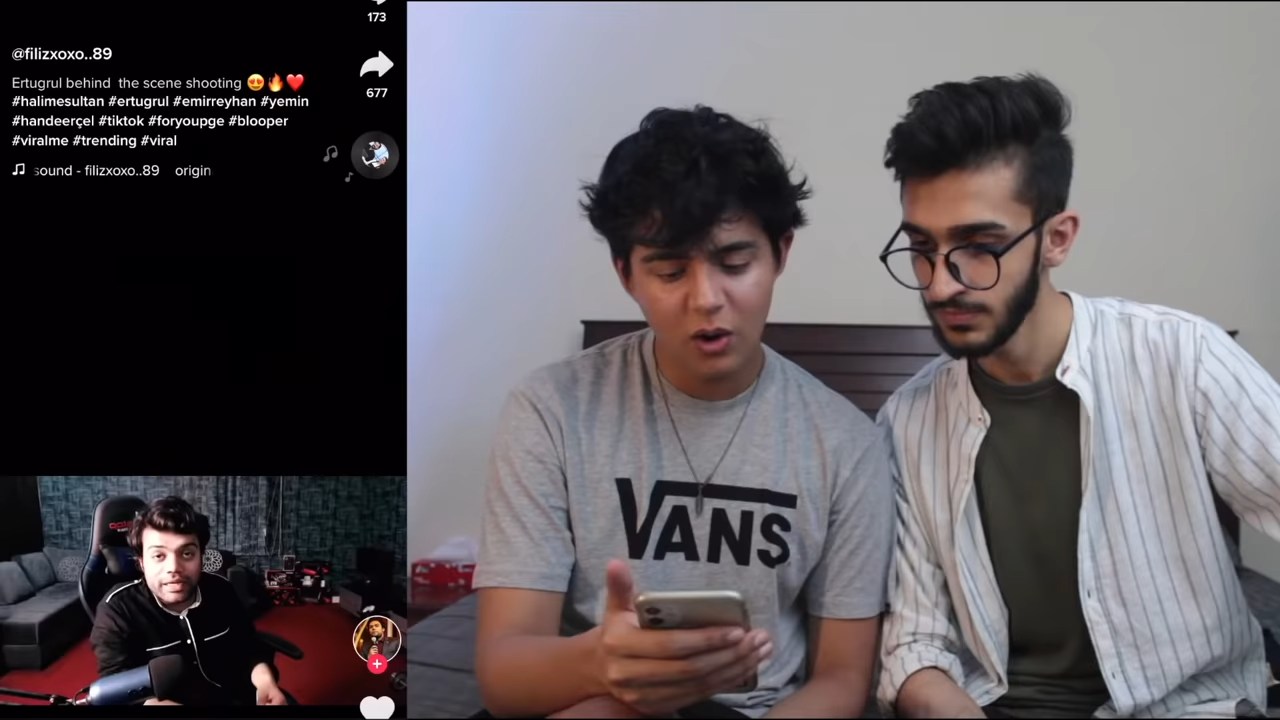 173
@filizxoxo..89
677
Ertugrul behind the scene shooting 😍🔥❤️
#halimesultan #ertugrul #emirreyhan #yemin
#handeerçel #tiktok #foryoupge #blooper
#viralme #trending #viral
sound - filizxoxo..89 origin
VANS